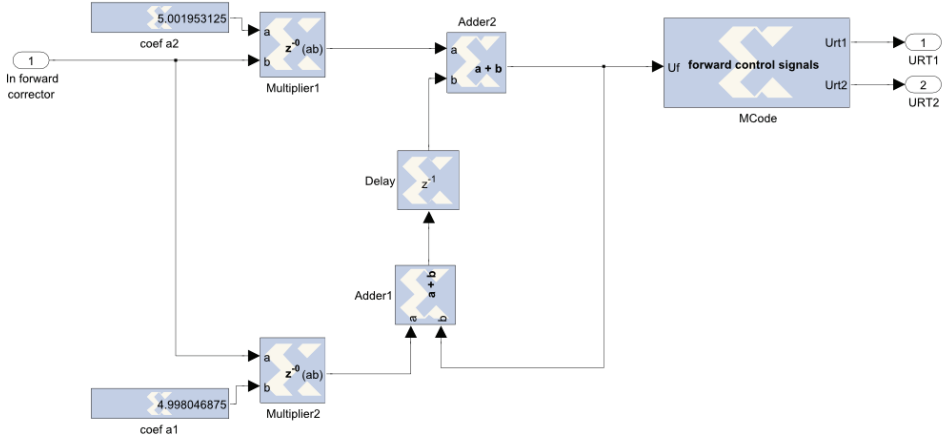 5.001953125
coef a2
1
In forward
corrector
a
b
z-0 (ab)
Multiplier1
Adder2
a
b
a + b
Uf
forward control signals
Urt1
Urt2
MCode
1
URT1
2
URT2
Delay
z-1
Adder1
a + b
a
b
a
b
z-0 (ab)
Multiplier2
4.998046875
coef a1